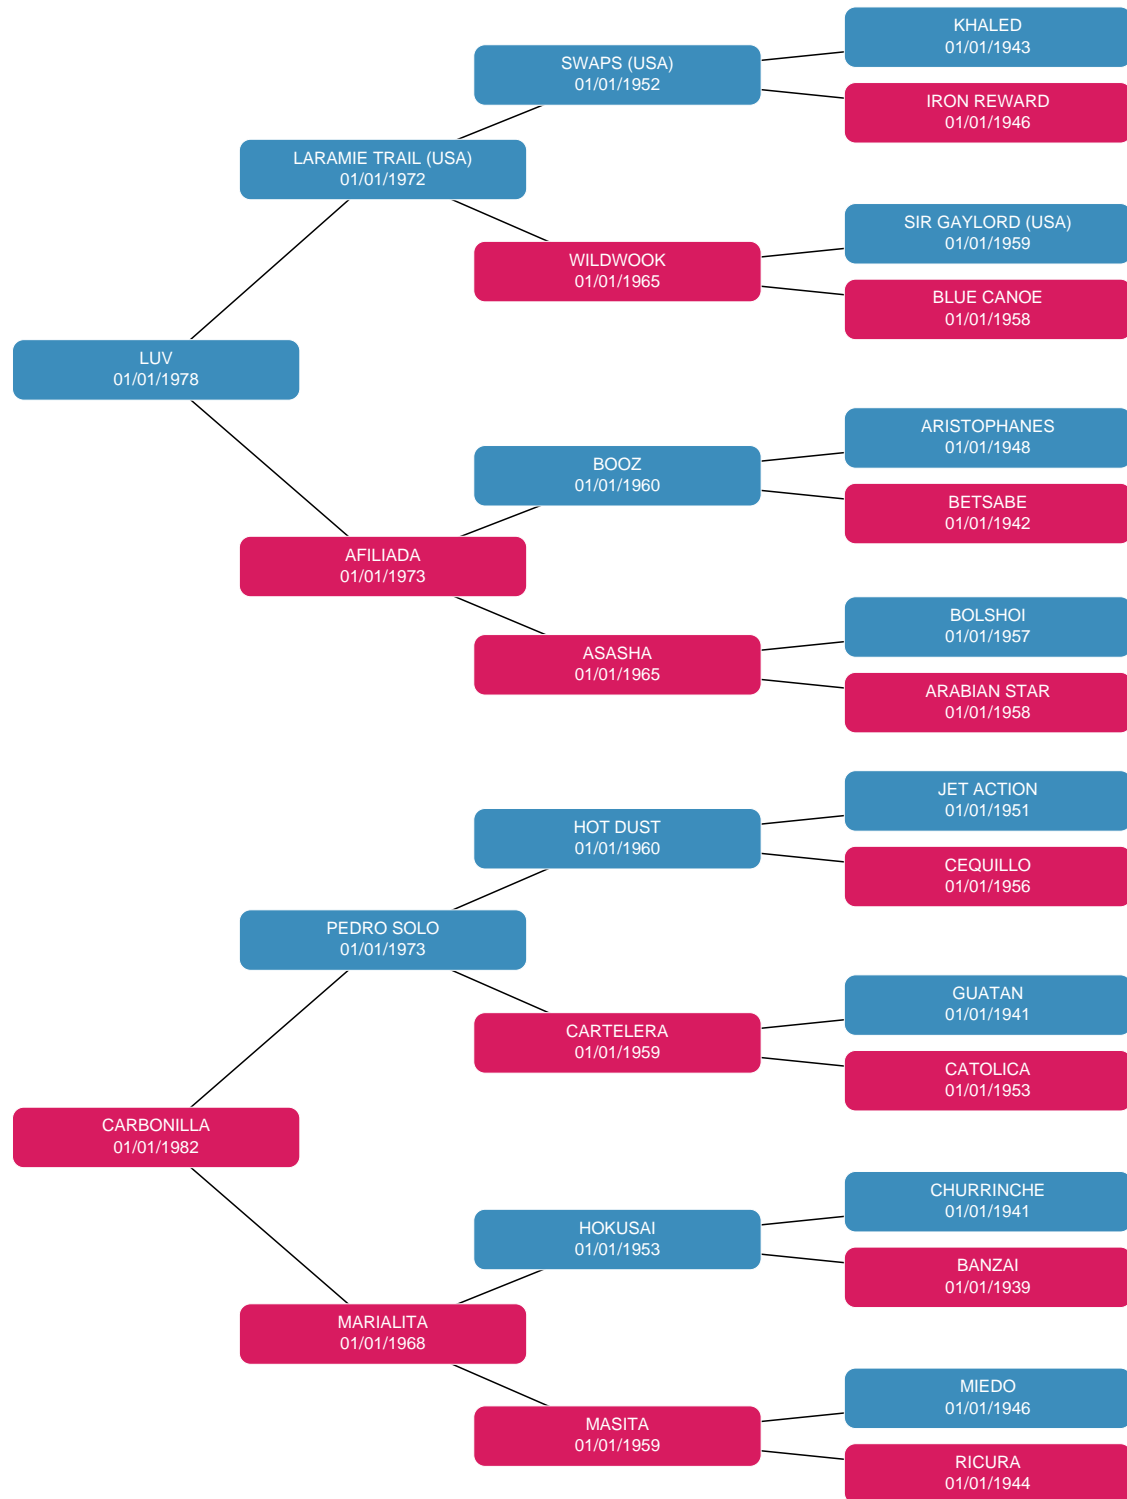 KHALED
01/01/1943
SWAPS (USA)
01/01/1952
IRON REWARD
01/01/1946
LARAMIE TRAIL (USA)
01/01/1972
SIR GAYLORD (USA)
01/01/1959
WILDWOOK
01/01/1965
BLUE CANOE
01/01/1958
LUV
01/01/1978
ARISTOPHANES
01/01/1948
BOOZ
01/01/1960
BETSABE
01/01/1942
AFILIADA
01/01/1973
BOLSHOI
01/01/1957
ASASHA
01/01/1965
ARABIAN STAR
01/01/1958
JET ACTION
01/01/1951
HOT DUST
01/01/1960
CEQUILLO
01/01/1956
PEDRO SOLO
01/01/1973
GUATAN
01/01/1941
CARTELERA
01/01/1959
CATOLICA
01/01/1953
CARBONILLA
01/01/1982
CHURRINCHE
01/01/1941
HOKUSAI
01/01/1953
BANZAI
01/01/1939
MARIALITA
01/01/1968
MIEDO
01/01/1946
MASITA
01/01/1959
RICURA
01/01/1944